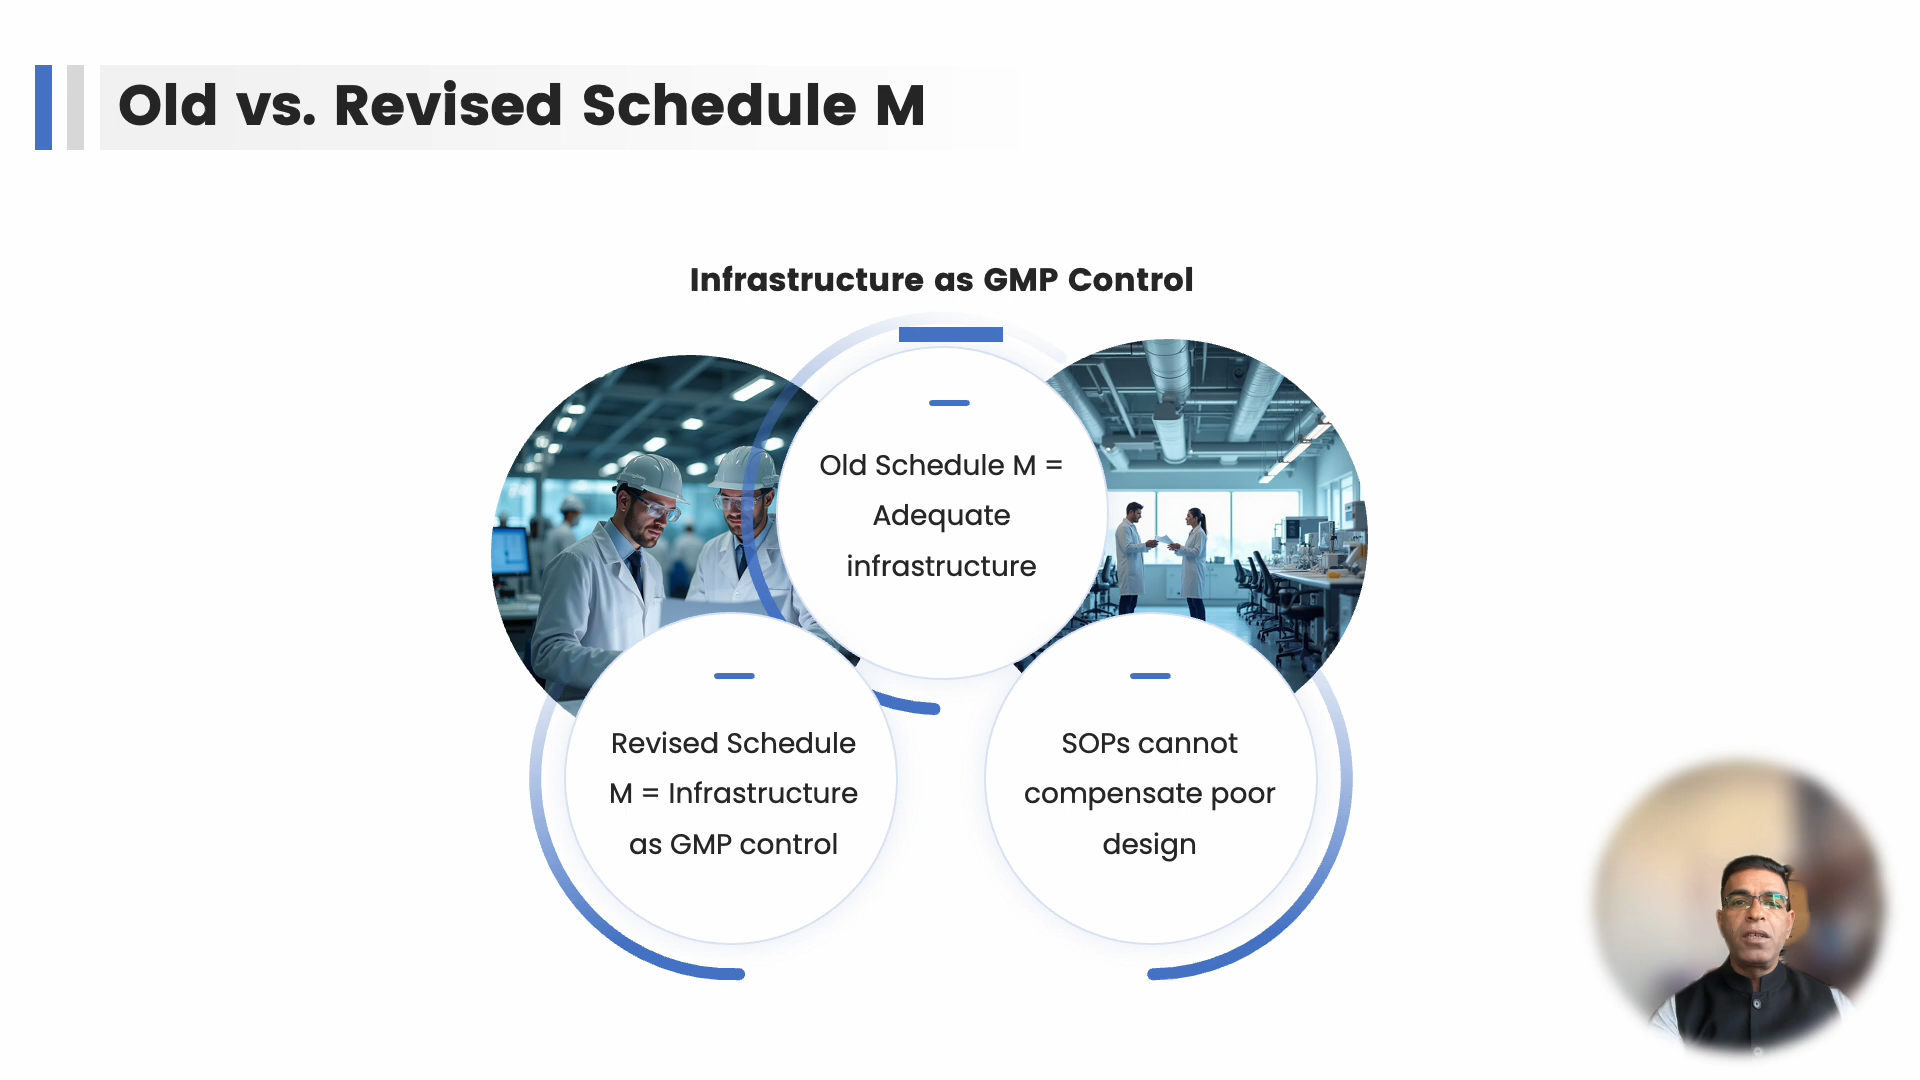 Old vs. Revised Schedule M
Infrastructure as GMP Control
Old Schedule M =
Adequate
infrastructure
Revised Schedule
M = Infrastructure
as GMP control
SOPs cannot
compensate poor
design